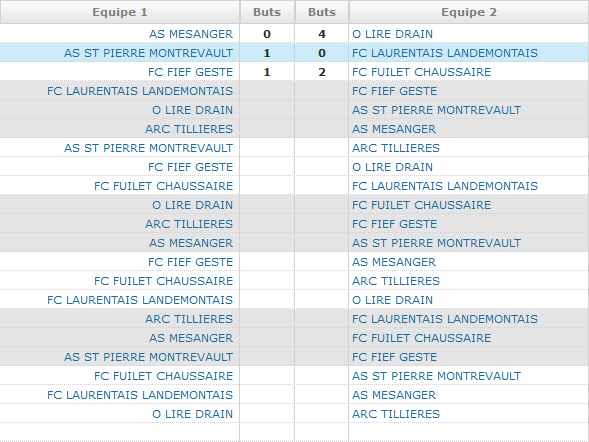 Equipe 1 Buts Buts Equipe 2
AS MESANGER 0 4 O LIRE DRAIN
AS ST PIERRE MONTREVAULT 1 0 FC LAURENTAIS LANDEMONTAIS
FC FIEF GESTE 1 2 FC FUILET CHAUSSAIRE
FC LAURENTAIS LANDEMONTAIS FC FIEF GESTE
O LIRE DRAIN AS ST PIERRE MONTREVAULT
ARC TILLIERES AS MESANGER
AS ST PIERRE MONTREVAULT ARC TILLIERES
FC FIEF GESTE O LIRE DRAIN
FC FUILET CHAUSSAIRE FC LAURENTAIS LANDEMONTAIS
O LIRE DRAIN FC FUILET CHAUSSAIRE
ARC TILLIERES FC FIEF GESTE
AS MESANGER AS ST PIERRE MONTREVAULT
FC FIEF GESTE AS MESANGER
FC FUILET CHAUSSAIRE ARC TILLIERES
FC LAURENTAIS LANDEMONTAIS O LIRE DRAIN
ARC TILLIERES FC LAURENTAIS LANDEMONTAIS
AS MESANGER FC FUILET CHAUSSAIRE
AS ST PIERRE MONTREVAULT FC FIEF GESTE
FC FUILET CHAUSSAIRE AS ST PIERRE MONTREVAULT
FC LAURENTAIS LANDEMONTAIS AS MESANGER
O LIRE DRAIN ARC TILLIERES